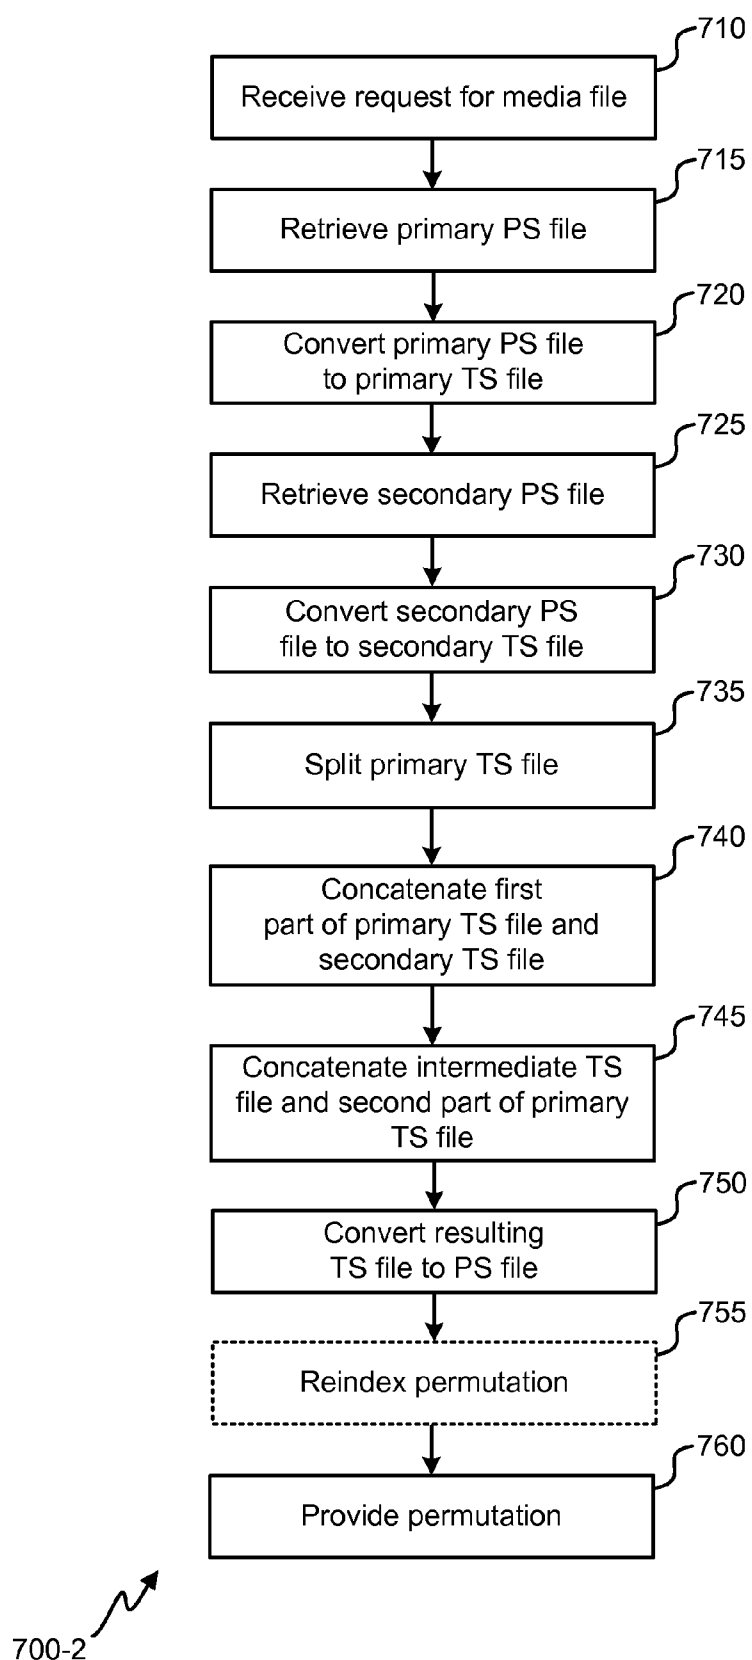 710
Receive request for media file
715
Retrieve primary PS file
720
Convert primary PS file
to primary TS file
725
Retrieve secondary PS file
730
Convert secondary PS
file to secondary TS file
735
Split primary TS file
740
Concatenate first
part of primary TS file and
secondary TS file
745
Concatenate intermediate TS
file and second part of primary
TS file
750
Convert resulting
TS file to PS file
755
Reindex permutation
760
Provide permutation
700-2